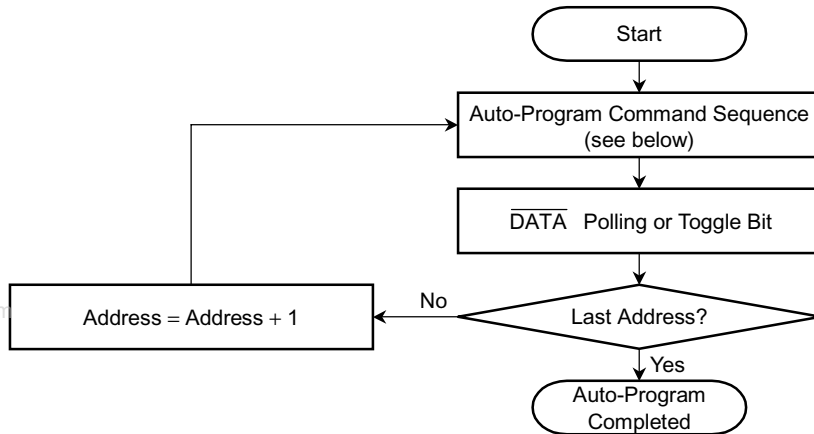 Start
Auto-Program Command Sequence
(see below)
DATA Polling or Toggle Bit
Last Address?
No
Address = Address + 1
Yes
Auto-Program
Completed